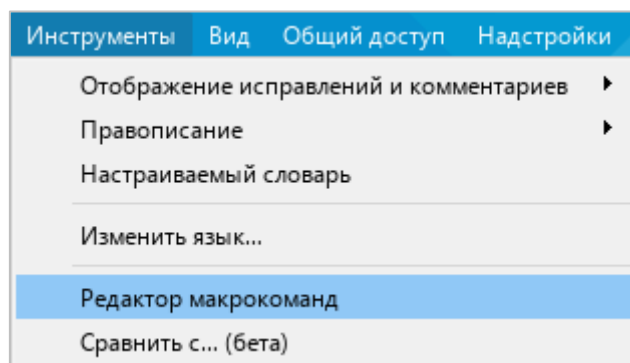 Инструменты Вид Общий доступ Надстройки
Отображение исправлений и комментариев
Правописание
Настраиваемый словарь
Изменить язык...
Редактор макрокоманд
Сравнить с... (бета)